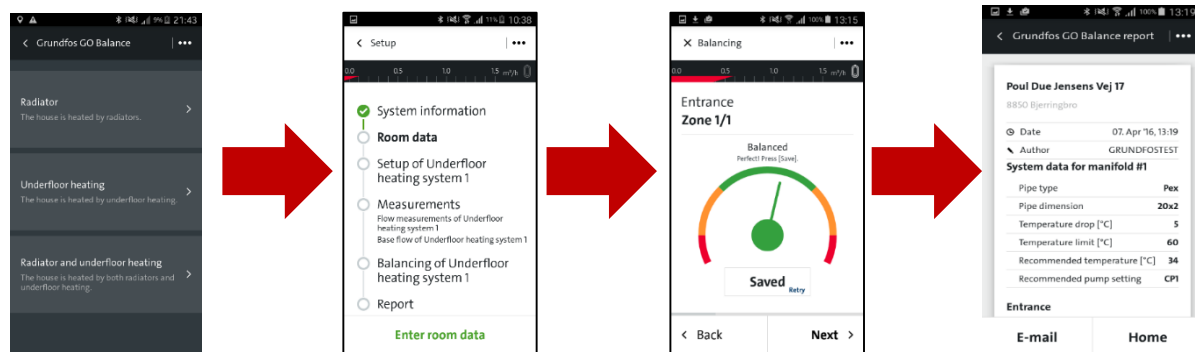 9% 21:43
Grundfos GO Balance
Radiator
The house is heated by radiators.
Underfloor heating
The house is heated by underfloor heating.
Radiator and underfloor heating
The house is heated by both radiators and
underfloor heating.
11% 10:38
Setup
0.0 0.5 1.0 1.5 m³/h
System information
Room data
Setup of Underfloor
heating system 1
Measurements
Flow measurements of Underfloor
heating system 1
Base flow of Underfloor heating system 1
Balancing of Underfloor
heating system 1
Report
Enter room data
100% 13:15
Balancing
0.0 0.5 1.0 1.5 m³/h
Entrance
Zone 1/1
Balanced
Perfect! Press [Save].
Saved Retry
Back Next
100% 13:19
Grundfos GO Balance report
Poul Due Jensens Vej 17
8850 Bjerringbro
Date 07. Apr '16, 13:19
Author GRUNDFOSTEST
System data for manifold #1
Pipe type Pex
Pipe dimension 20x2
Temperature drop [°C] 5
Temperature limit [°C] 60
Recommended temperature [°C] 34
Recommended pump setting CP1
Entrance
E-mail Home